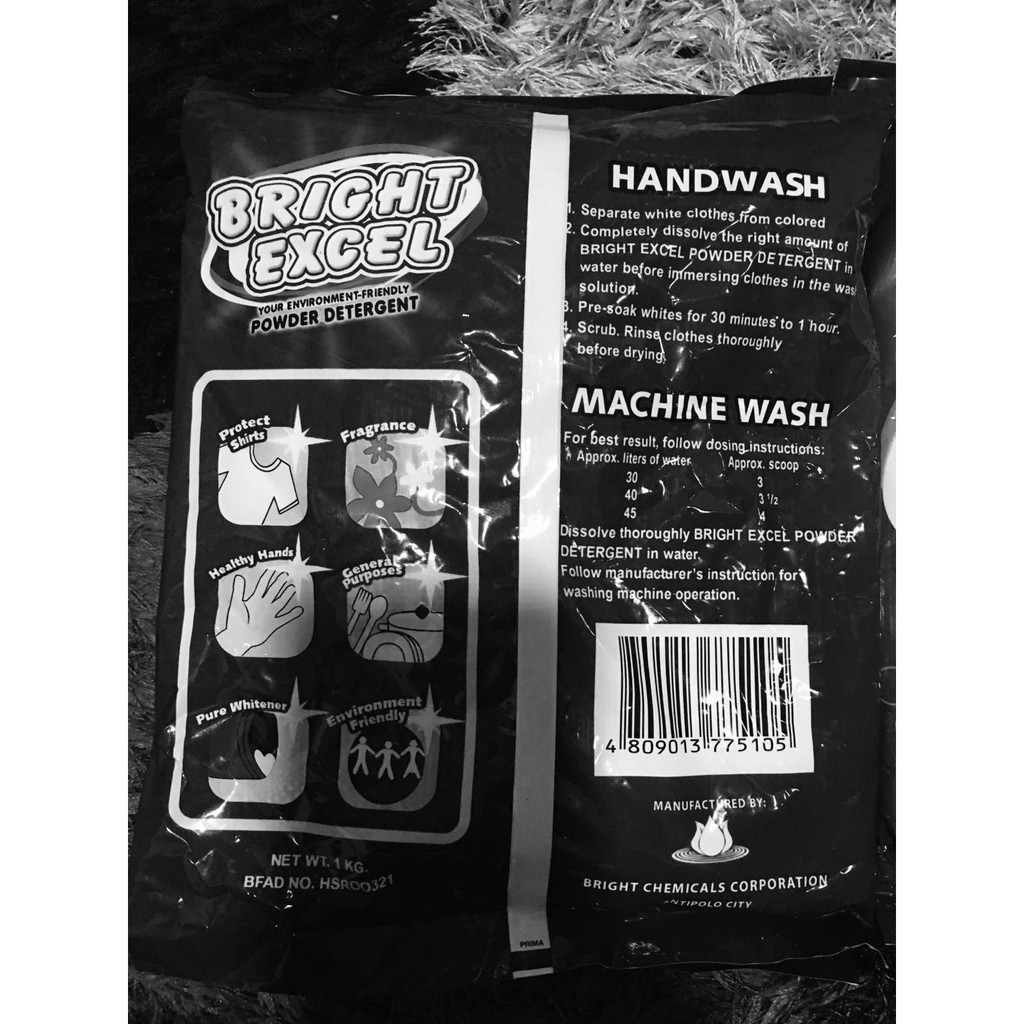 BRIGHT
EXCEL
YOUR ENVIRONMENT-FRIENDLY
POWDER DETERGENT
Protect
Shirts
Fragrance
Healthy Hands
General
Purposes
Pure Whitener
Environment
Friendly
NET WT. 1 KG.
BFAD NO. HSROO321
PRIMA
HANDWASH
1. Separate white clothes from colored
2. Completely dissolve the right amount of
BRIGHT EXCEL POWDER DETERGENT in
water before immersing clothes in the was
solution.
3. Pre-soak whites for 30 minutes to 1 hour.
4. Scrub. Rinse clothes thoroughly
before drying.
MACHINE WASH
For best result, follow dosing instructions:
Approx. liters of water Approx. scoop
30 3
40 3 1/2
45 4
Dissolve thoroughly BRIGHT EXCEL POWDER
DETERGENT in water.
Follow manufacturer's instruction for
washing machine operation.
4 809013 775105
MANUFACTURED BY:
BRIGHT CHEMICALS CORPORATION
ANTIPOLO CITY